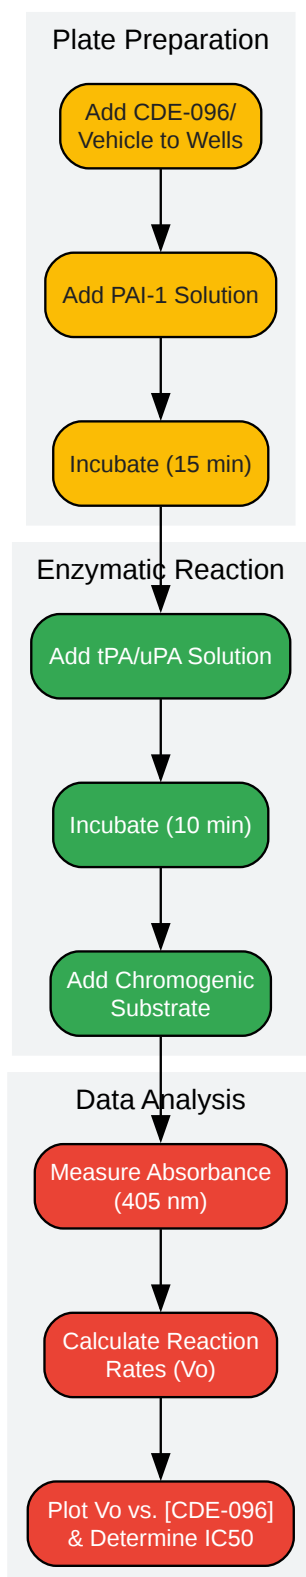 Plate Preparation
Add CDE-096/
Vehicle to Wells
Add PAI-1 Solution
Incubate (15 min)
Enzymatic Reaction
Add tPA/uPA Solution
Incubate (10 min)
Add Chromogenic
Substrate
Data Analysis
Measure Absorbance
(405 nm)
Calculate Reaction
Rates (Vo)
Plot Vo vs. [CDE-096]
& Determine IC50